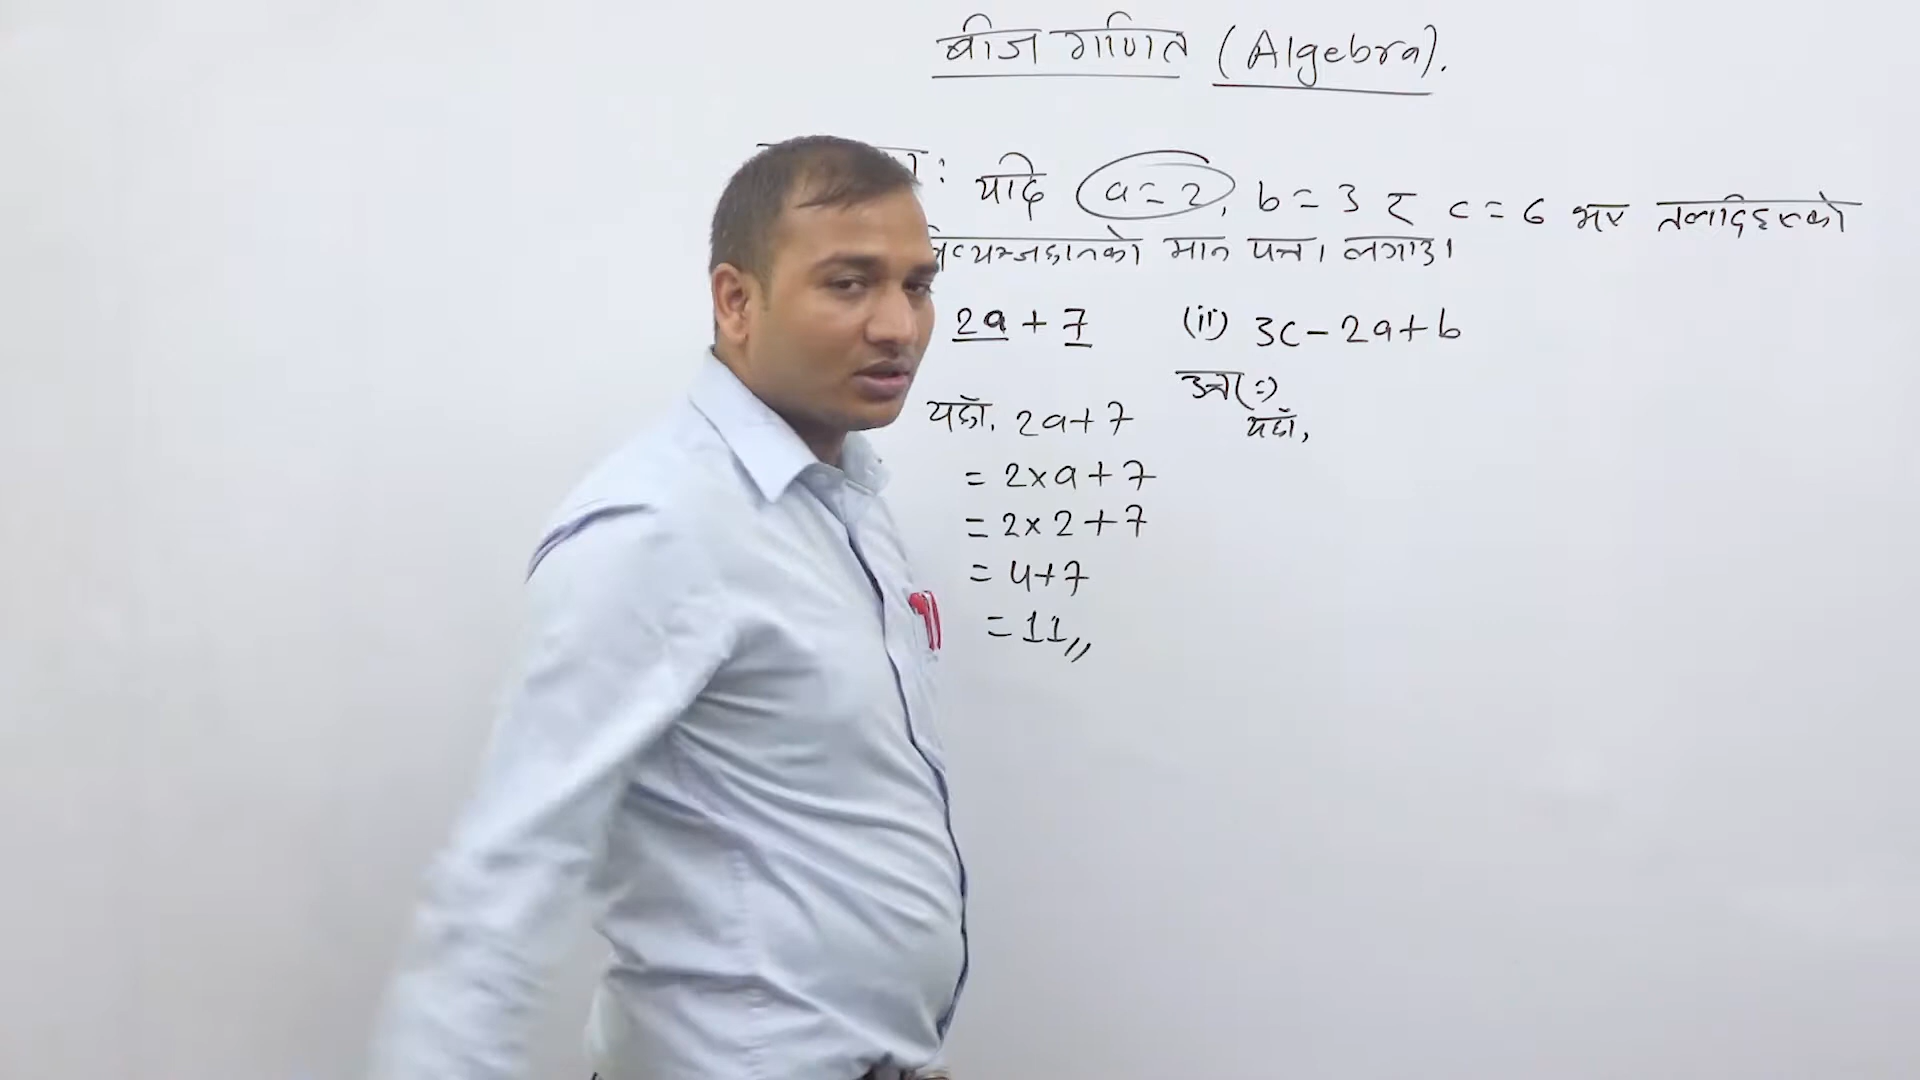 बीज गणित (Algebra).
: यदि a = 2, b = 3 र c = 6 भए तलदिइएको
मान पत्ता लगाउ।
2a + 7
(ii) 3c - 2a + b
यहाँ, 2a + 7
= 2 × a + 7
= 2 × 2 + 7
= 4 + 7
= 11,,
उत्तर:
यहाँ,